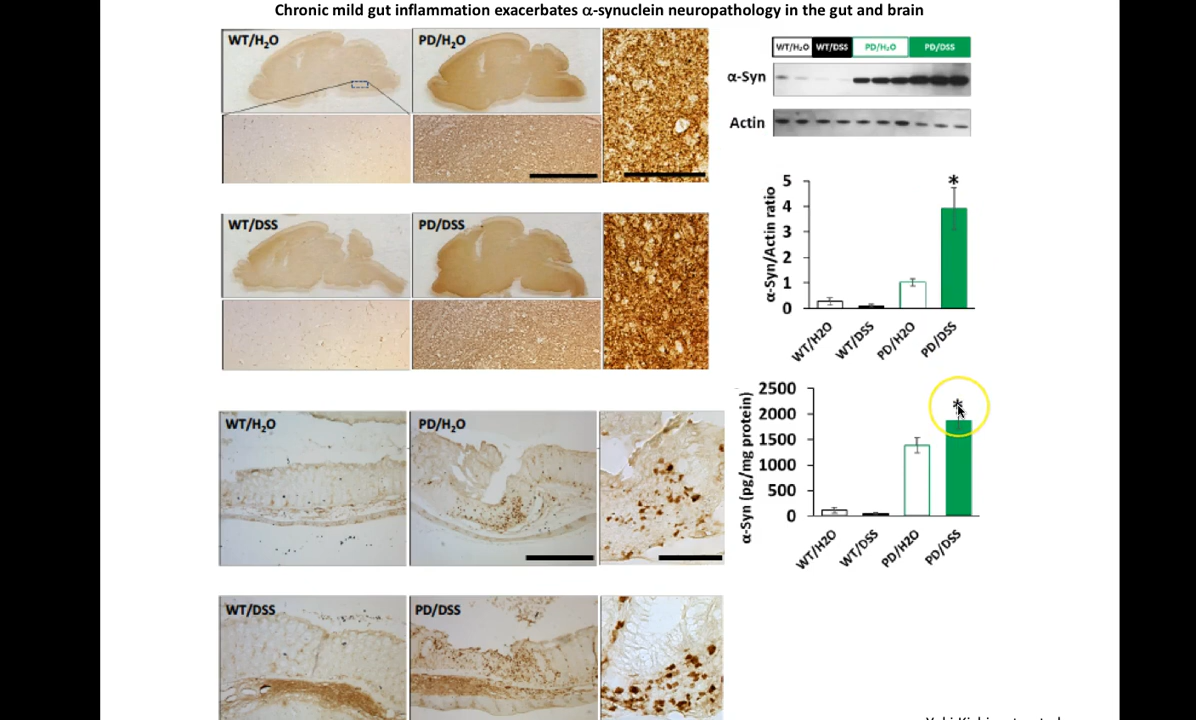 Chronic mild gut inflammation exacerbates α-synuclein neuropathology in the gut and brain
WT/H₂O
PD/H₂O
WT/DSS
PD/DSS
WT/H₂O
PD/H₂O
WT/DSS
PD/DSS
WT/H₂O WT/DSS PD/H₂O PD/DSS
α-Syn
Actin
α-Syn/Actin ratio
5
4
3
2
1
0
*
WT/H2O
WT/DSS
PD/H2O
PD/DSS
α-Syn (pg/mg protein)
2500
2000
1500
1000
500
0
*
WT/H2O
WT/DSS
PD/H2O
PD/DSS